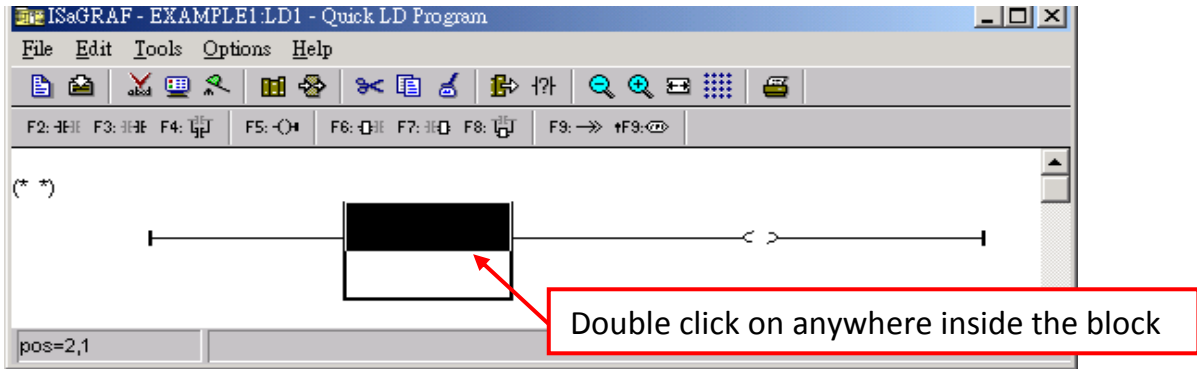 ISaGRAF - EXAMPLE1:LD1 - Quick LD Program
File Edit Tools Options Help
F2: F3: F4: F5: F6: F7: F8: F9: F9:
(* *)
Double click on anywhere inside the block
pos=2,1